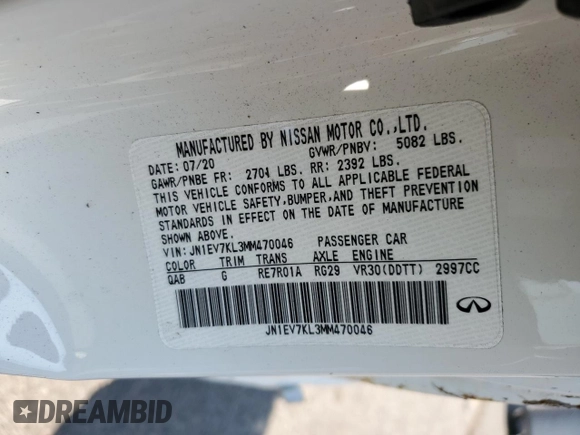 MANUFACTURED BY NISSAN MOTOR CO.,LTD.
DATE: 07/20 GVWR/PNBV: 5082 LBS.
GAWR/PNBE FR: 2704 LBS. RR: 2392 LBS.
THIS VEHICLE CONFORMS TO ALL APPLICABLE FEDERAL
MOTOR VEHICLE SAFETY,BUMPER,AND THEFT PREVENTION
STANDARDS IN EFFECT ON THE DATE OF MANUFACTURE
SHOWN ABOVE.
VIN: JN1EV7KL3MM470046 PASSENGER CAR
COLOR TRIM TRANS AXLE ENGINE
QAB G RE7R01A RG29 VR30(DDTT) 2997CC
JN1EV7KL3MM470046
DREAMBID